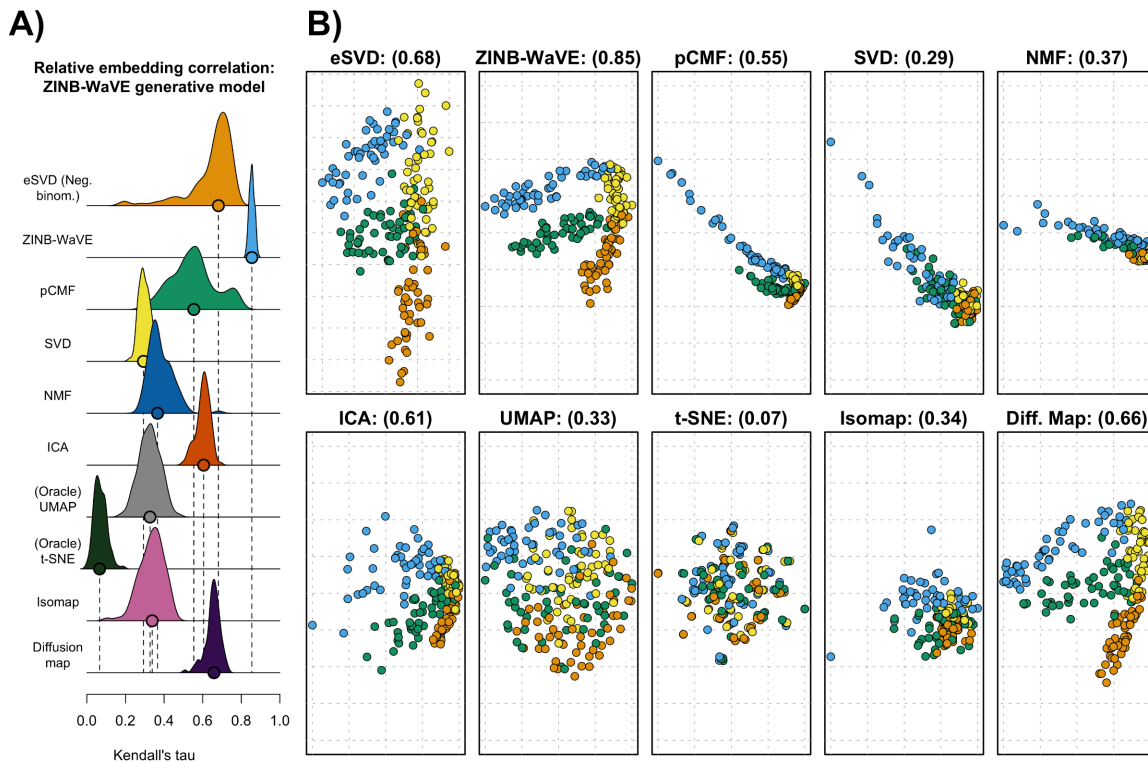 A)
Relative embedding correlation:
ZINB-WaVE generative model
eSVD (Neg.
binom.)
ZINB-WaVE
pCMF
SVD
NMF
ICA
(Oracle)
UMAP
(Oracle)
t-SNE
Isomap
Diffusion
map
0.0 0.2 0.4 0.6 0.8 1.0
Kendall's tau
B)
eSVD: (0.68) ZINB-WaVE: (0.85) pCMF: (0.55) SVD: (0.29) NMF: (0.37)
ICA: (0.61) UMAP: (0.33) t-SNE: (0.07) Isomap: (0.34) Diff. Map: (0.66)